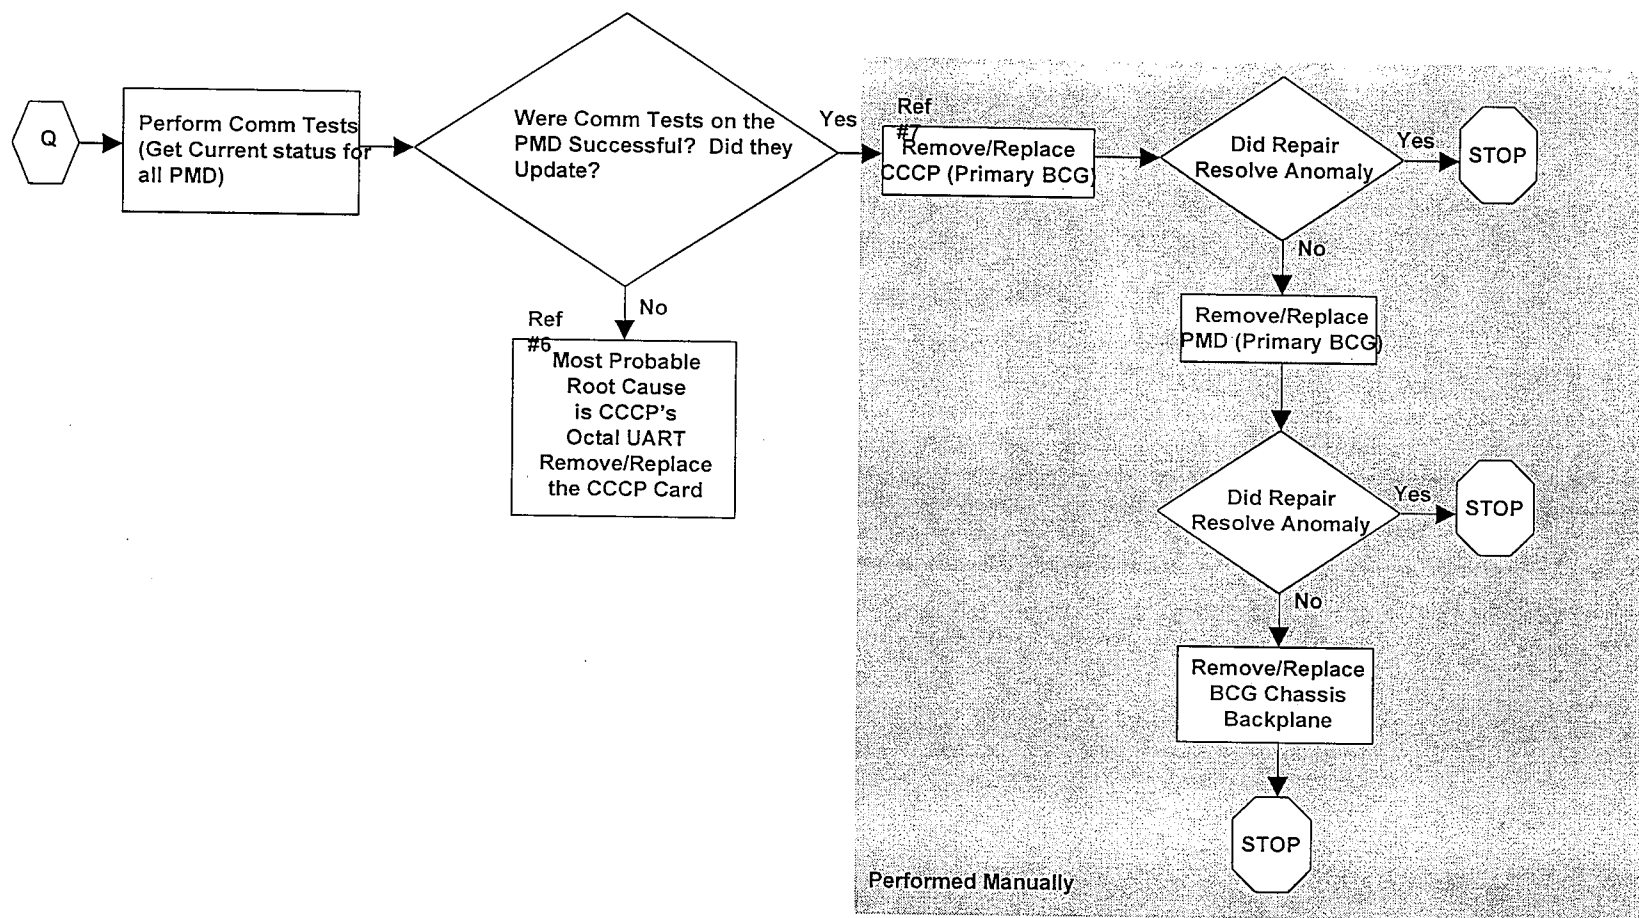 Q
Perform Comm Tests
(Get Current status for
all PMD)
Were Comm Tests on the
PMD Successful?  Did they
Update?
Yes
No
Ref
#6
Most Probable
Root Cause
is CCCP's
Octal UART
Remove/Replace
the CCCP Card
Ref
#7
Remove/Replace
CCCP (Primary BCG)
Did Repair
Resolve Anomaly
Yes
STOP
No
Remove/Replace
PMD (Primary BCG)
Did Repair
Resolve Anomaly
Yes
STOP
No
Remove/Replace
BCG Chassis
Backplane
STOP
Performed Manually